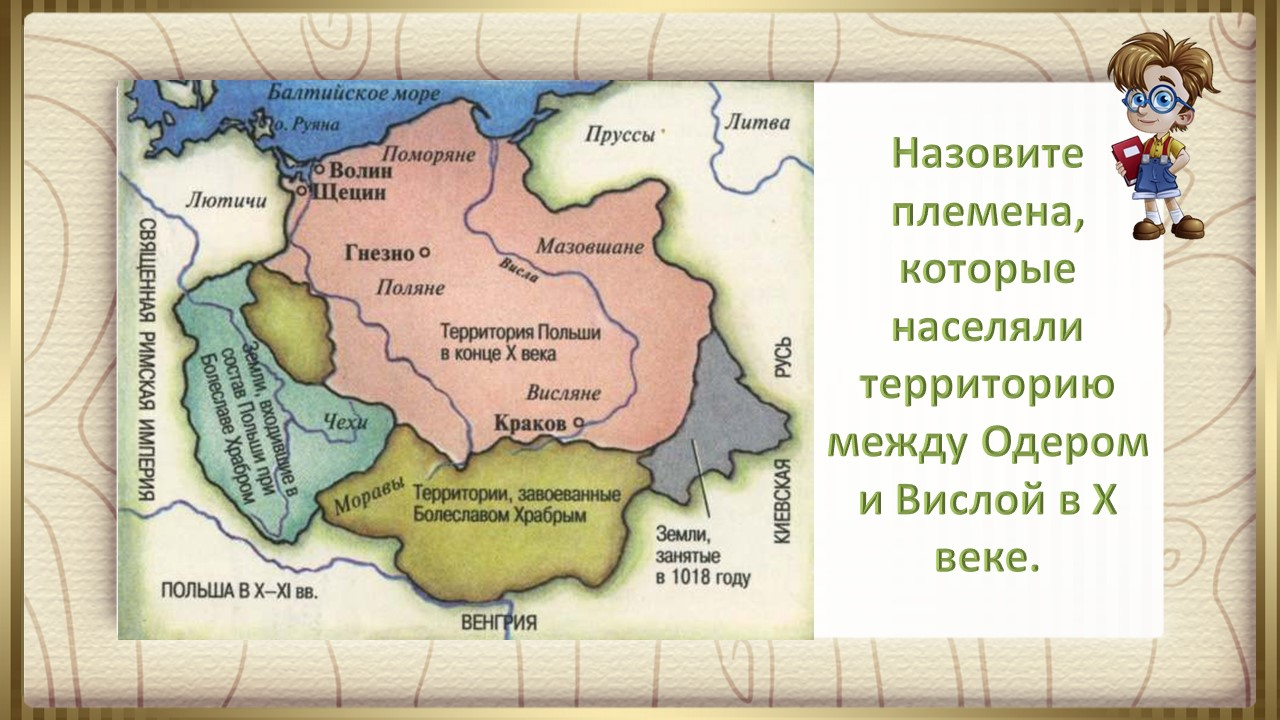 Балтийское море
о. Руяна
Пруссы
Литва
Поморяне
Волин
Щецин
Лютичи
СВЯЩЕННАЯ РИМСКАЯ ИМПЕРИЯ
Гнезно
Мазовшане
Висла
Поляне
Территория Польши
в конце X века
Висляне
Краков
Чехи
Земли, входившие в
состав Польши при
Болеславе Храбром
Моравы
Территории, завоеванные
Болеславом Храбрым
Земли,
занятые
в 1018 году
КИЕВСКАЯ РУСЬ
ПОЛЬША В X–XI вв.
ВЕНГРИЯ
Назовите
племена,
которые
населяли
территорию
между Одером
и Вислой в X
веке.